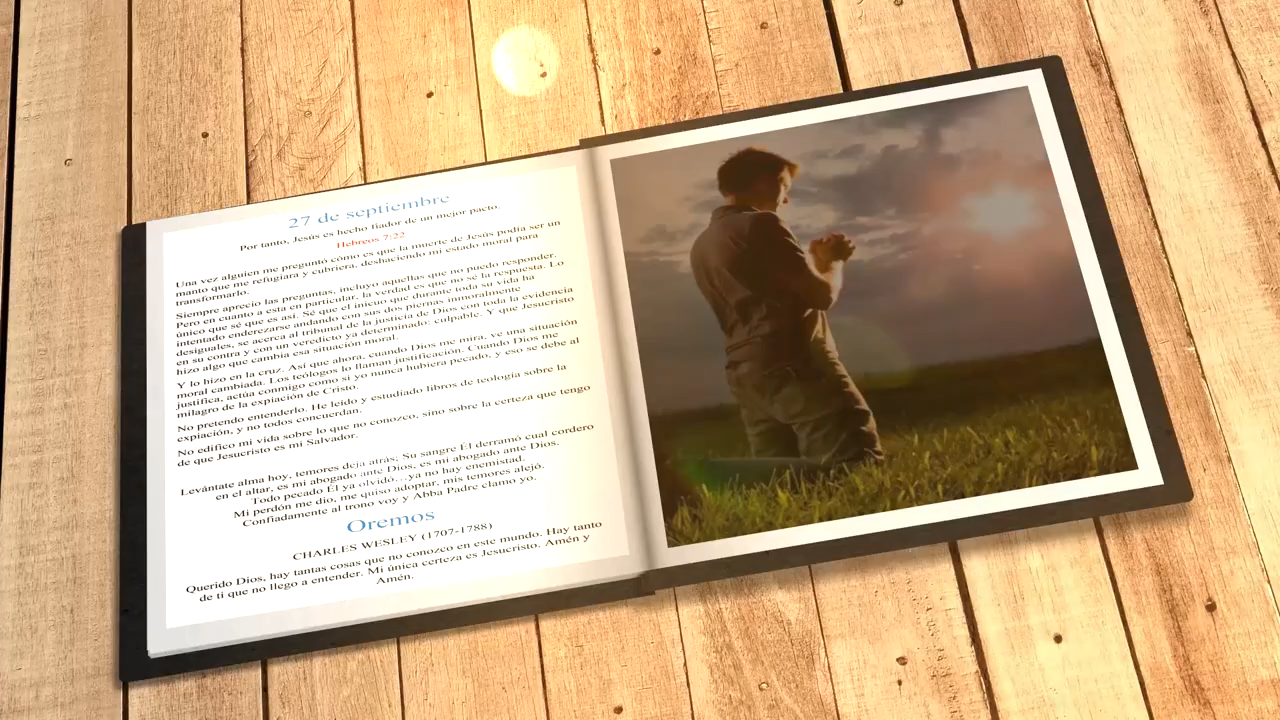 27 de septiembre
Por tanto, Jesús es hecho fiador de un mejor pacto.
Hebreos 7:22
Una vez alguien me preguntó cómo es que la muerte de Jesús podía ser un
manto que me refugiara y cubriera, deshaciendo mi estado moral para
transformarlo.
Siempre aprecio las preguntas, incluyo aquellas que no puedo responder.
Pero en cuanto a esta en particular, la verdad es que no sé la respuesta. Lo
único que sé que es así. Sé que el inicuo que durante toda su vida ha
intentado enderezarse andando con sus dos piernas inmoralmente
desiguales, se acerca al tribunal de la justicia de Dios con toda la evidencia
en su contra y con un veredicto ya determinado: culpable. Y que Jesucristo
hizo algo que cambia esa situación moral.
Y lo hizo en la cruz. Así que ahora, cuando Dios me mira, ve una situación
moral cambiada. Los teólogos lo llaman justificación. Cuando Dios me
justifica, actúa conmigo como si yo nunca hubiera pecado, y eso se debe al
milagro de la expiación de Cristo.
No pretendo entenderlo. He leído y estudiado libros de teología sobre la
expiación, y no todos concuerdan.
No edifico mi vida sobre lo que no conozco, sino sobre la certeza que tengo
de que Jesucristo es mi Salvador.
Levántate alma hoy, temores deja atrás. Su sangre Él derramó cual cordero
en el altar, es mi abogado ante Dios, es mi abogado ante Dios.
Todo pecado Él ya olvidó…ya no hay enemistad.
Mi perdón me dio, me quiso adoptar, mis temores alejó.
Confiadamente al trono voy y Abba Padre clamo yo.
Oremos
CHARLES WESLEY (1707-1788)
Querido Dios, hay tantas cosas que no conozco en este mundo. Hay tanto
de ti que no llego a entender. Mi única certeza es Jesucristo. Amén y
Amén.